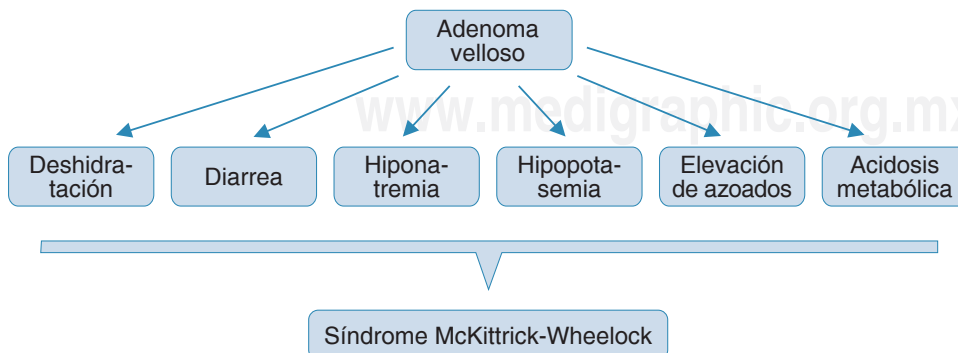 Adenoma
velloso
www.medigraphic.org.mx
Deshidra-
tación
Diarrea
Hipona-
tremia
Hipopota-
semia
Elevación
de azoados
Acidosis
metabólica
Síndrome McKittrick-Wheelock